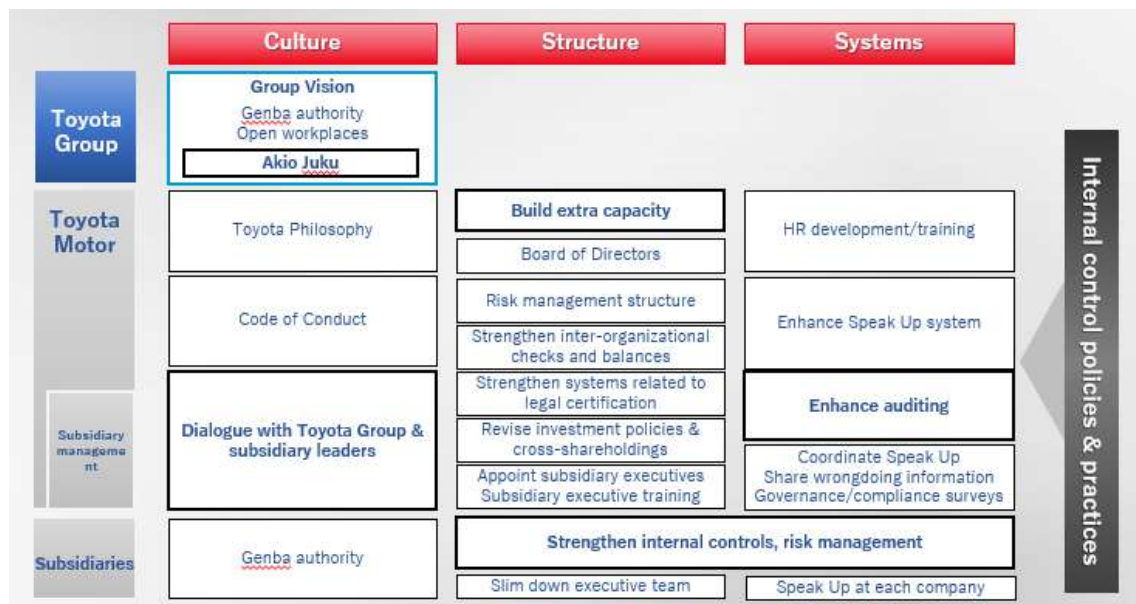 Culture
Structure
Systems
Toyota
Group
Group Vision
Genba authority
Open workplaces
Akio Juku
Toyota
Motor
Toyota Philosophy
Build extra capacity
Board of Directors
HR development/training
Code of Conduct
Risk management structure
Strengthen inter-organizational
checks and balances
Enhance Speak Up system
Subsidiary
manageme
nt
Dialogue with Toyota Group &
subsidiary leaders
Strengthen systems related to
legal certification
Revise investment policies &
cross-shareholdings
Appoint subsidiary executives
Subsidiary executive training
Enhance auditing
Coordinate Speak Up
Share wrongdoing information
Governance/compliance surveys
Subsidiaries
Genba authority
Strengthen internal controls, risk management
Slim down executive team
Speak Up at each company
Internal control policies & practices